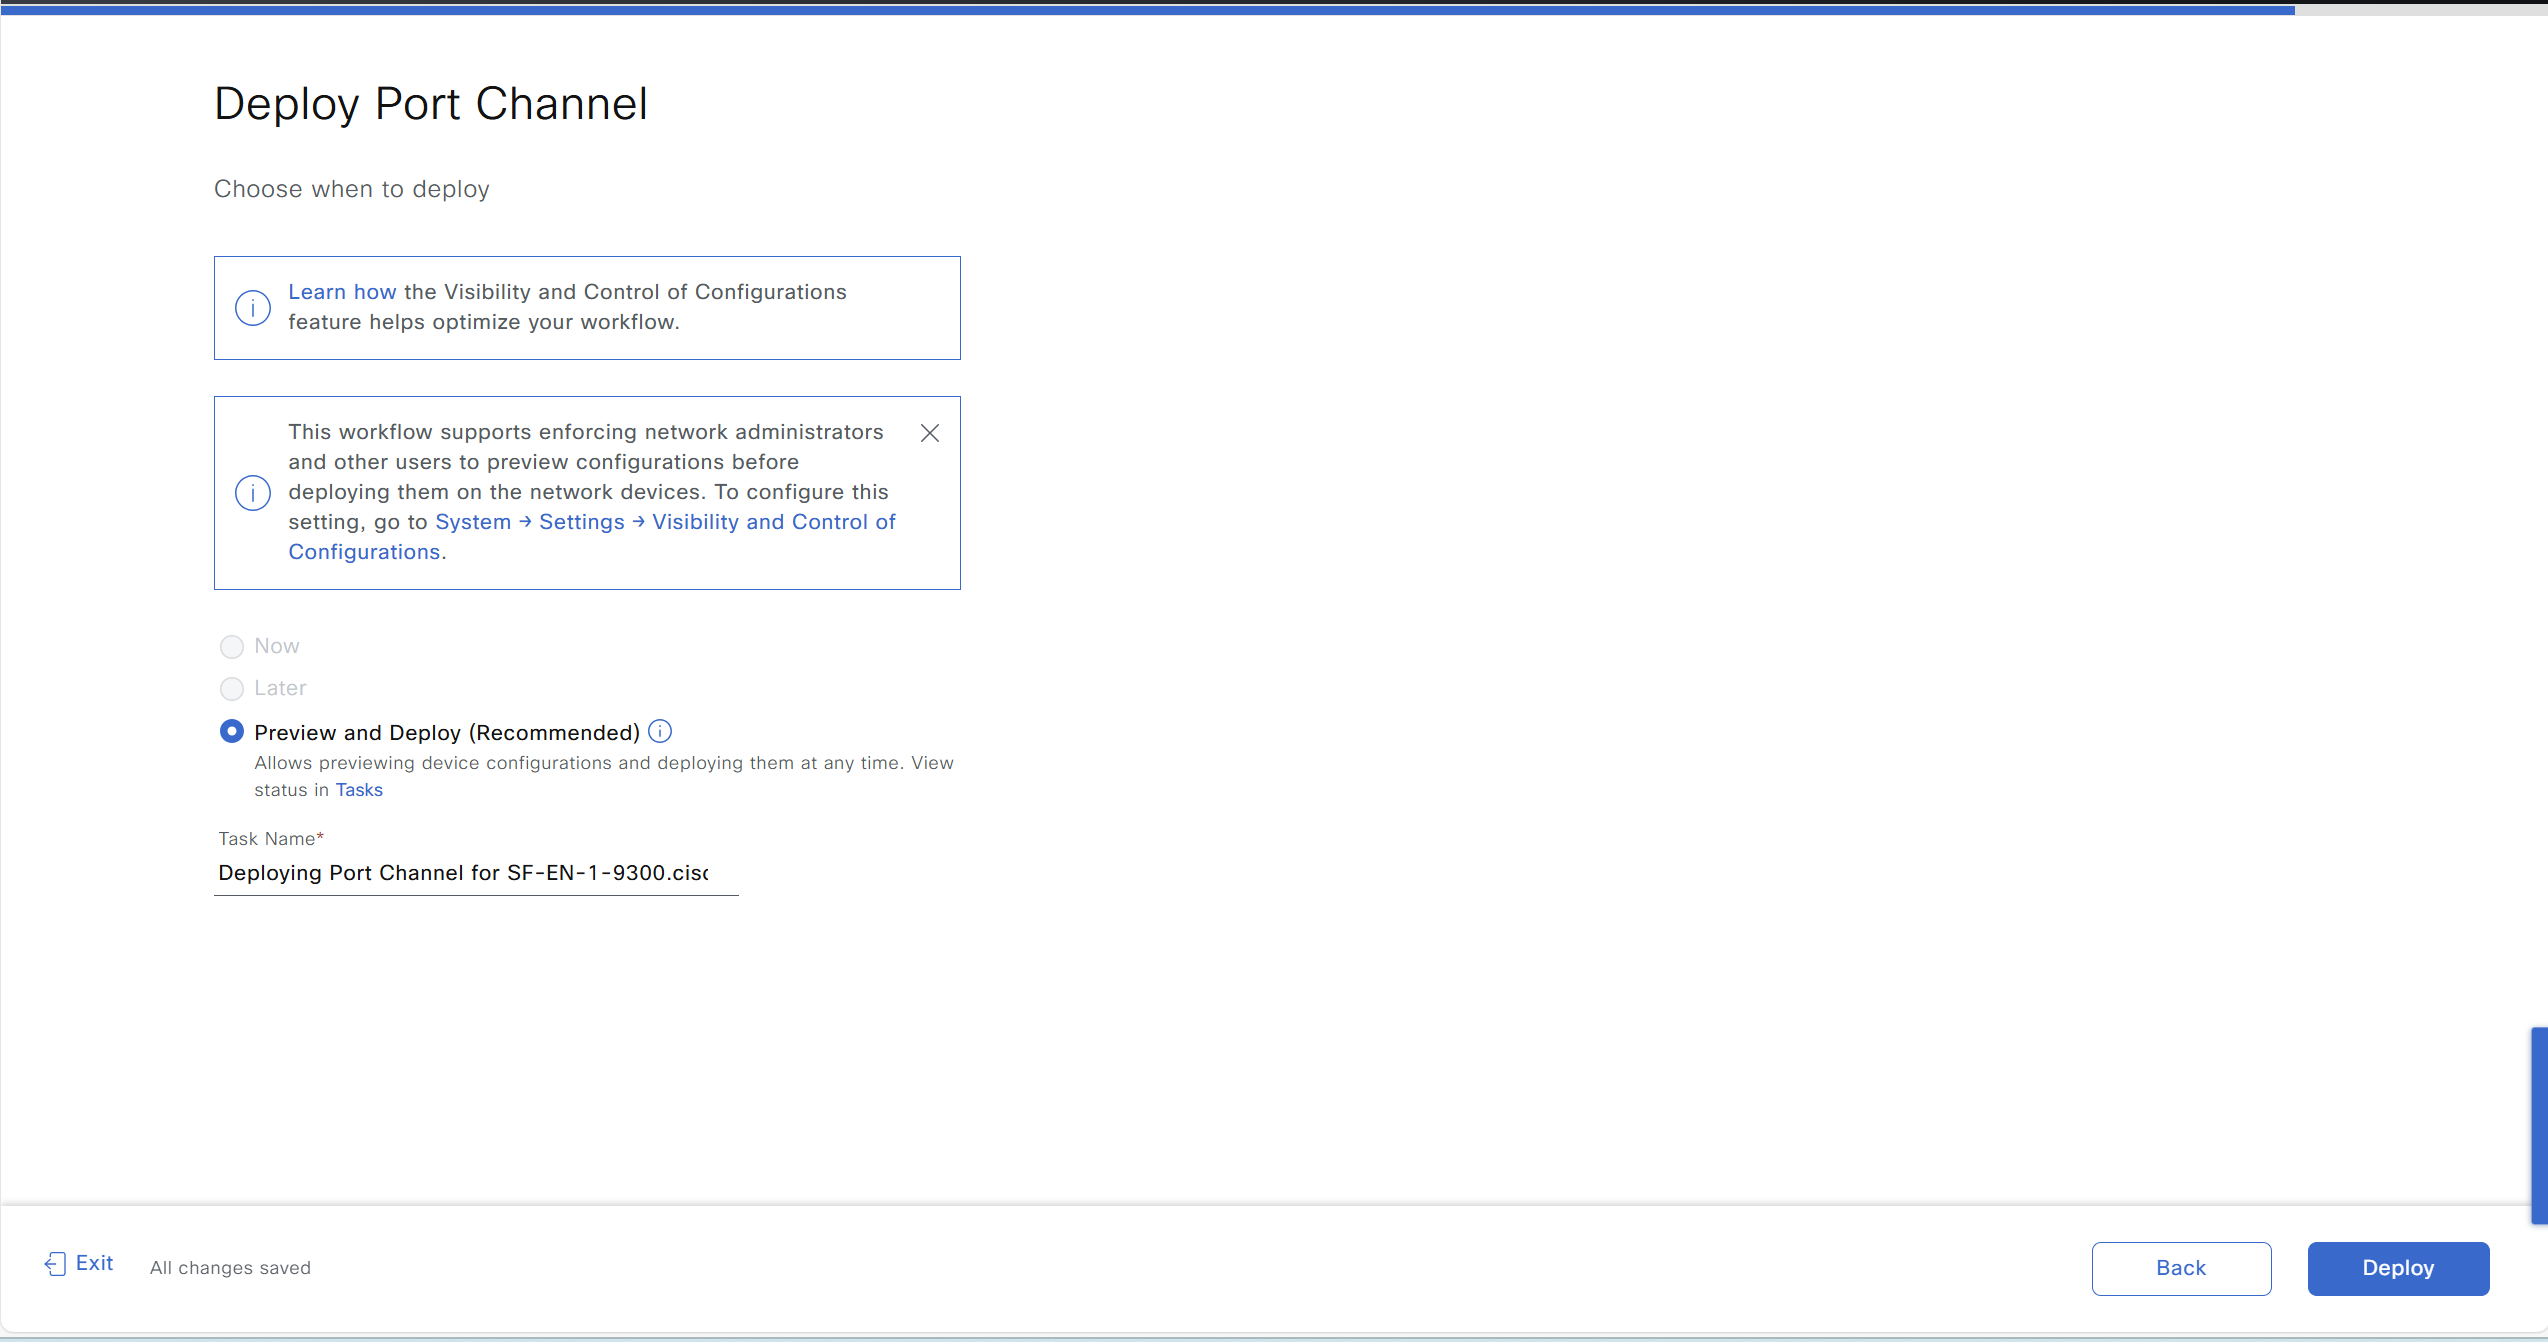 Deploy Port Channel
Choose when to deploy
Learn how the Visibility and Control of Configurations
feature helps optimize your workflow.
This workflow supports enforcing network administrators
and other users to preview configurations before
deploying them on the network devices. To configure this
setting, go to System → Settings → Visibility and Control of
Configurations.
Now
Later
Preview and Deploy (Recommended)
Allows previewing device configurations and deploying them at any time. View
status in Tasks
Task Name*
Deploying Port Channel for SF-EN-1-9300.cisc
Exit
All changes saved
Back
Deploy